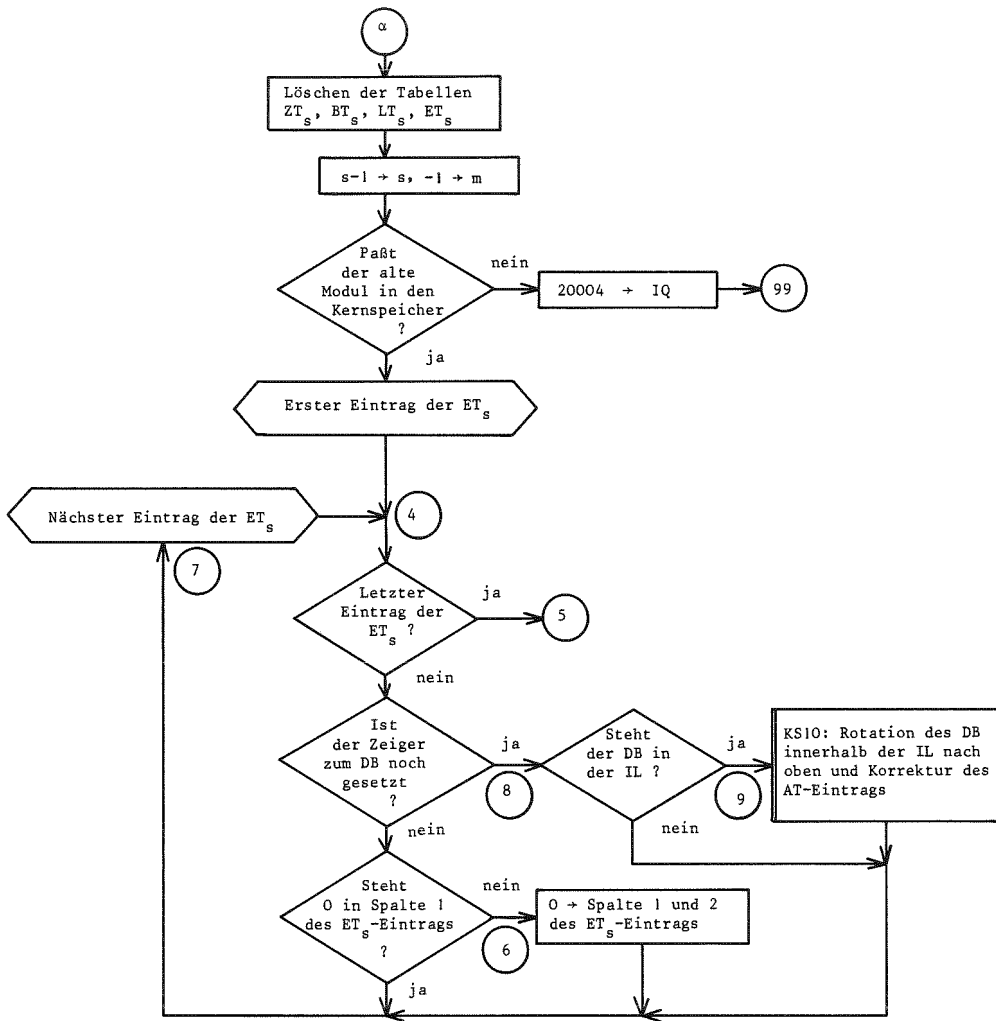 α
Löschen der Tabellen
ZT_s, BT_s, LT_s, ET_s
s-1 → s, -1 → m
Paßt
der alte
Modul in den
Kernspeicher
?
nein
20004 → IQ
99
ja
Erster Eintrag der ET_s
Nächster Eintrag der ET_s
4
7
Letzter
Eintrag der
ET_s ?
ja
5
nein
Ist
der Zeiger
zum DB noch
gesetzt
?
ja
8
Steht
der DB in
der IL ?
ja
9
KS10: Rotation des DB
innerhalb der IL nach
oben und Korrektur des
AT-Eintrags
nein
nein
Steht
0 in Spalte 1
des ET_s-Eintrags
?
nein
6
0 → Spalte 1 und 2
des ET_s-Eintrags
ja